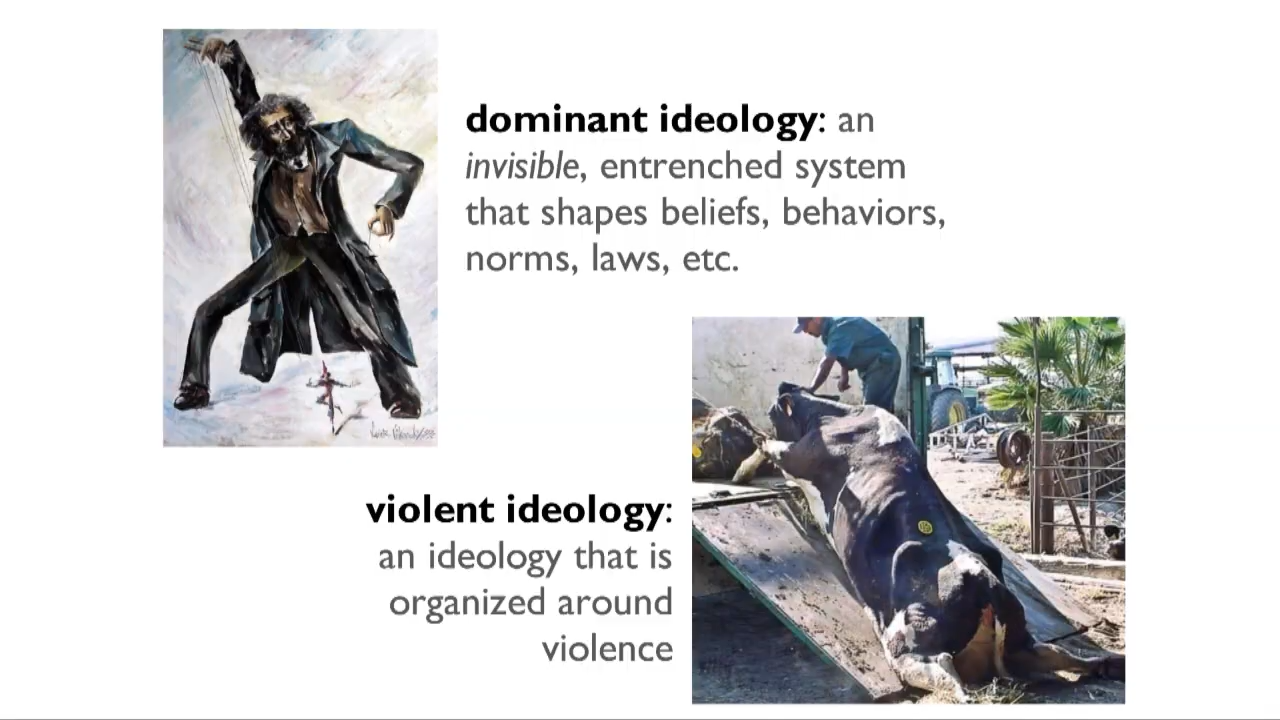 dominant ideology: an
invisible, entrenched system
that shapes beliefs, behaviors,
norms, laws, etc.
violent ideology:
an ideology that is
organized around
violence